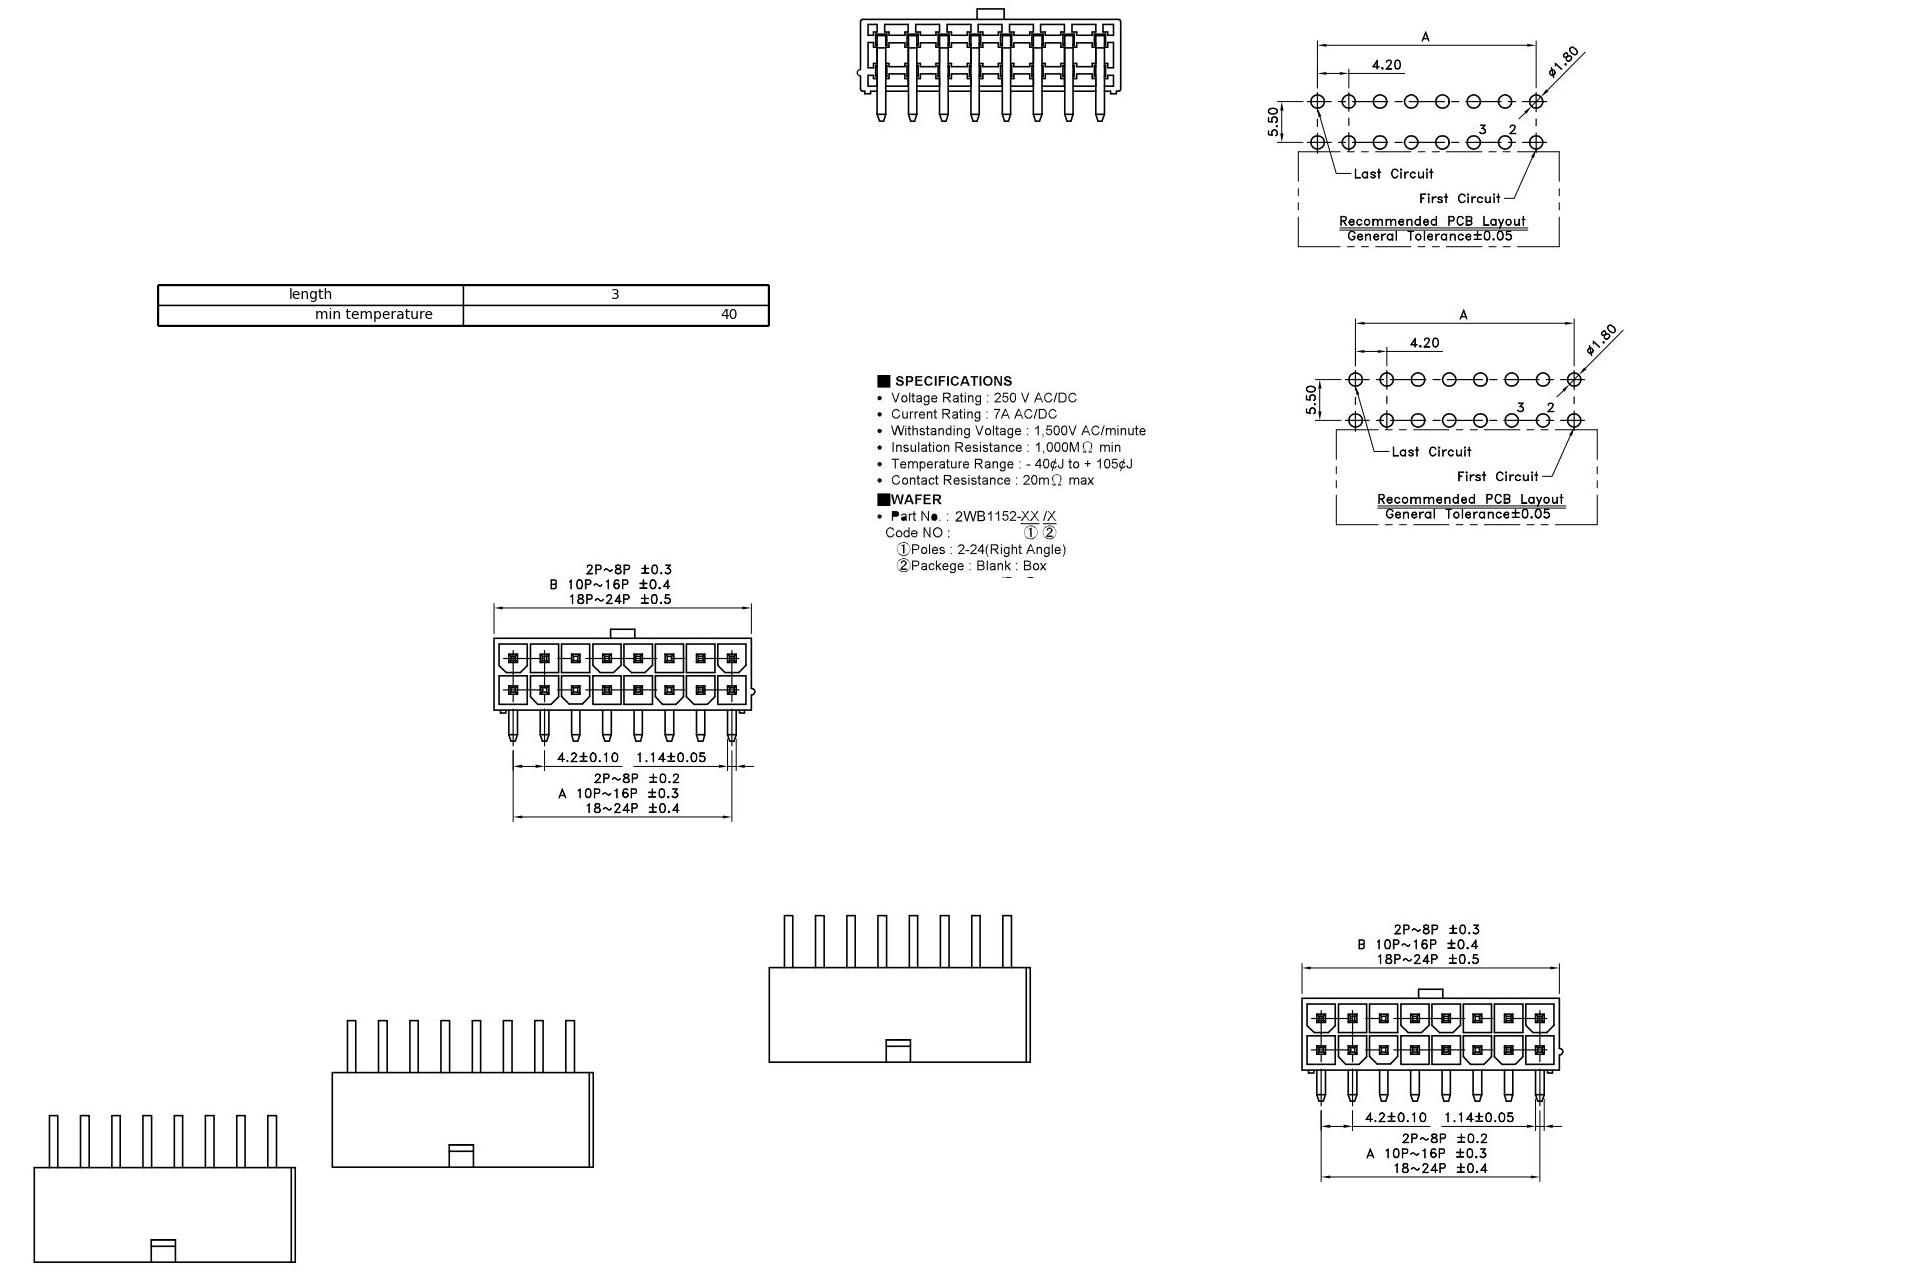 A
4.20
ø1.80
5.50
3 2
Last Circuit
First Circuit
Recommended PCB Layout
General Tolerance±0.05
length 3
min temperature 40
A
4.20
ø1.80
5.50
3 2
Last Circuit
First Circuit
Recommended PCB Layout
General Tolerance±0.05
■ SPECIFICATIONS
• Voltage Rating : 250 V AC/DC
• Current Rating : 7A AC/DC
• Withstanding Voltage : 1,500V AC/minute
• Insulation Resistance : 1,000MΩ min
• Temperature Range : - 40¢J to + 105¢J
• Contact Resistance : 20mΩ max
■WAFER
• Part No. : 2WB1152-XX /X
Code NO : ① ②
①Poles : 2-24(Right Angle)
②Packege : Blank : Box
2P~8P ±0.3
B 10P~16P ±0.4
18P~24P ±0.5
4.2±0.10 1.14±0.05
2P~8P ±0.2
A 10P~16P ±0.3
18~24P ±0.4
2P~8P ±0.3
B 10P~16P ±0.4
18P~24P ±0.5
4.2±0.10 1.14±0.05
2P~8P ±0.2
A 10P~16P ±0.3
18~24P ±0.4